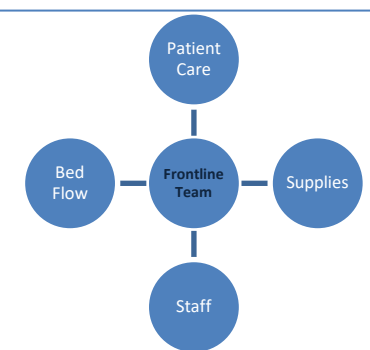 Patient
Care
Bed
Flow
Frontline
Team
Supplies
Staff